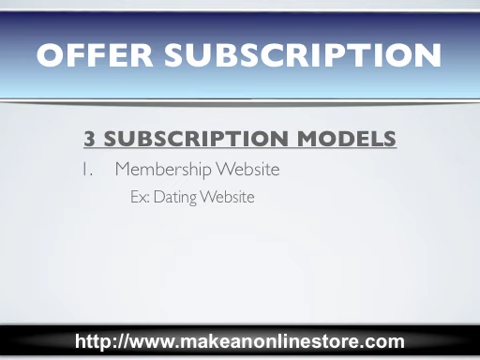 OFFER SUBSCRIPTION
3 SUBSCRIPTION MODELS
1. Membership Website
Ex: Dating Website
http://www.makeanonlinestore.com